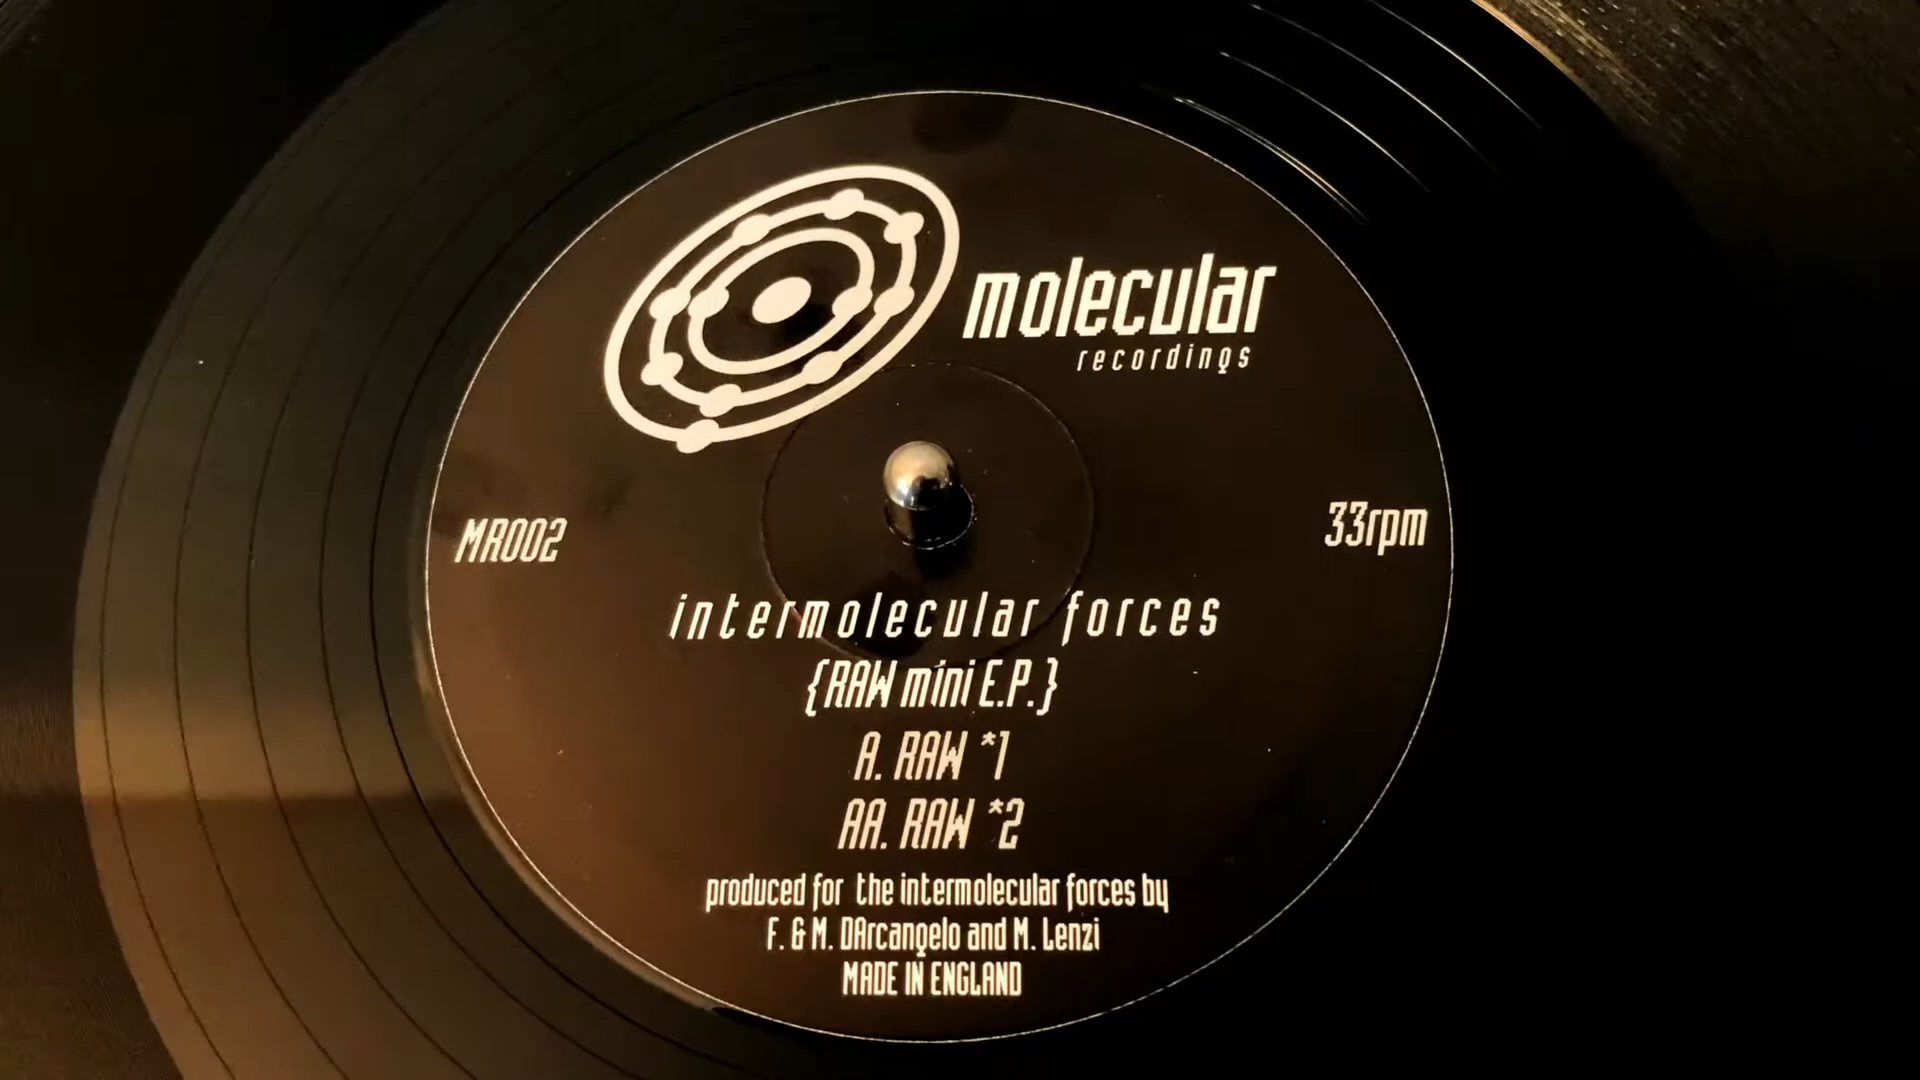 molecular
recordings
MR002
33rpm
intermolecular forces
{RAW mini E.P.}
A. RAW *1
AA. RAW *2
produced for the intermolecular forces by
F. & M. DArcangelo and M. Lenzi
MADE IN ENGLAND